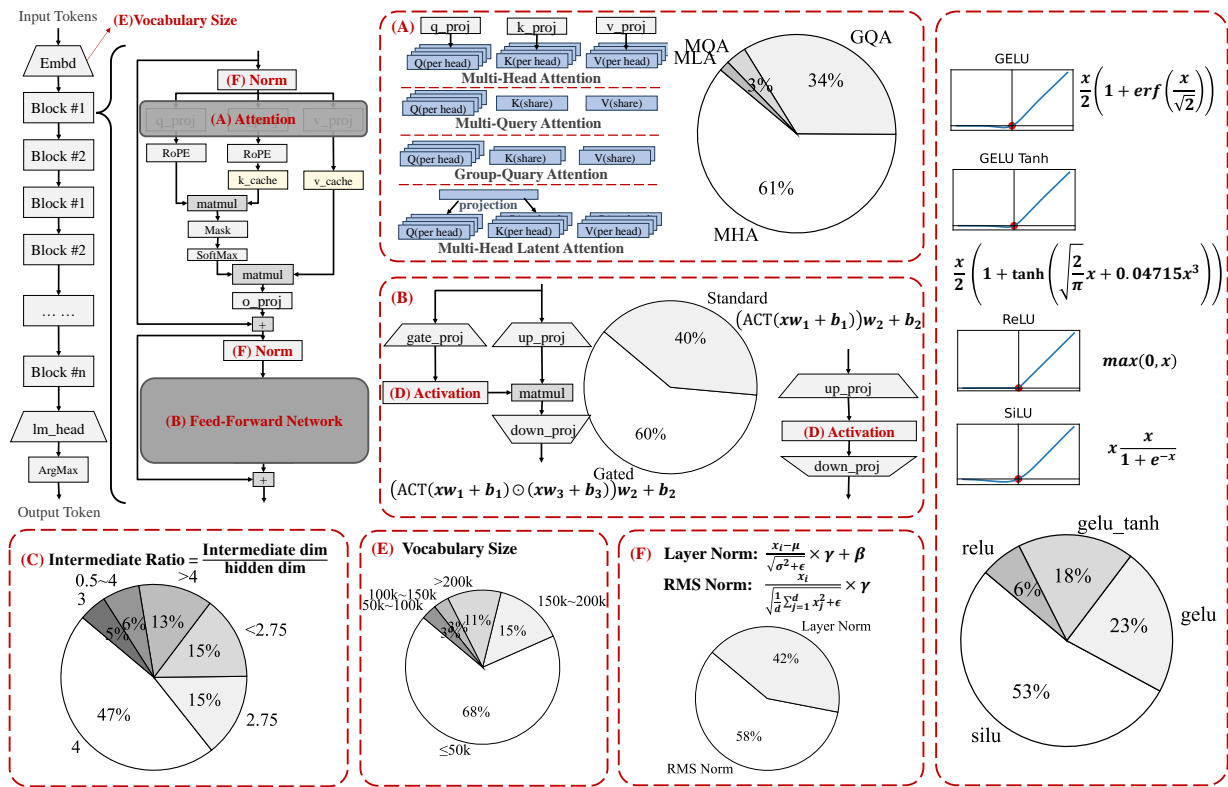 Input Tokens
(E)Vocabulary Size
Embd
Block #1
Block #2
Block #1
Block #2
... ...
Block #n
lm_head
ArgMax
Output Token
(F) Norm
q_proj
v_proj
(A) Attention
RoPE
RoPE
k_cache
v_cache
matmul
Mask
SoftMax
matmul
o_proj
+
(F) Norm
(B) Feed-Forward Network
+
(A)
q_proj
k_proj
v_proj
Q(per head)
K(per head)
V(per head)
Multi-Head Attention
Q(per head)
K(share)
V(share)
Multi-Query Attention
Q(per head)
K(share)
V(share)
Group-Quary Attention
projection
Q(per head)
K(per head)
V(per head)
Multi-Head Latent Attention
MQA
MLA
GQA
3%
34%
61%
MHA
(B)
gate_proj
up_proj
(D) Activation
matmul
down_proj
Standard
(ACT(xw₁ + b₁))w₂ + b₂
40%
60%
Gated
(ACT(xw₁ + b₁) ⊙ (xw₃ + b₃))w₂ + b₂
up_proj
(D) Activation
down_proj
GELU
x/2 (1 + erf (x/√2))
GELU Tanh
x/2 (1 + tanh (√(2/π) x + 0.04715x³))
ReLU
max(0, x)
SiLU
x x/(1 + e⁻ˣ)
relu
gelu_tanh
gelu
silu
6%
18%
23%
53%
(C) Intermediate Ratio = Intermediate dim / hidden dim
0.5~4
>4
3
<2.75
2.75
4
5%
6%
13%
15%
15%
47%
(E) Vocabulary Size
>200k
100k~150k
50k~100k
150k~200k
3%
11%
15%
68%
≤50k
(F) Layer Norm: (xᵢ−μ)/√(σ²+ϵ) × γ + β
RMS Norm: xᵢ/√(1/d ∑ⱼ₌₁ᵈ xⱼ²+ϵ) × γ
Layer Norm
42%
58%
RMS Norm